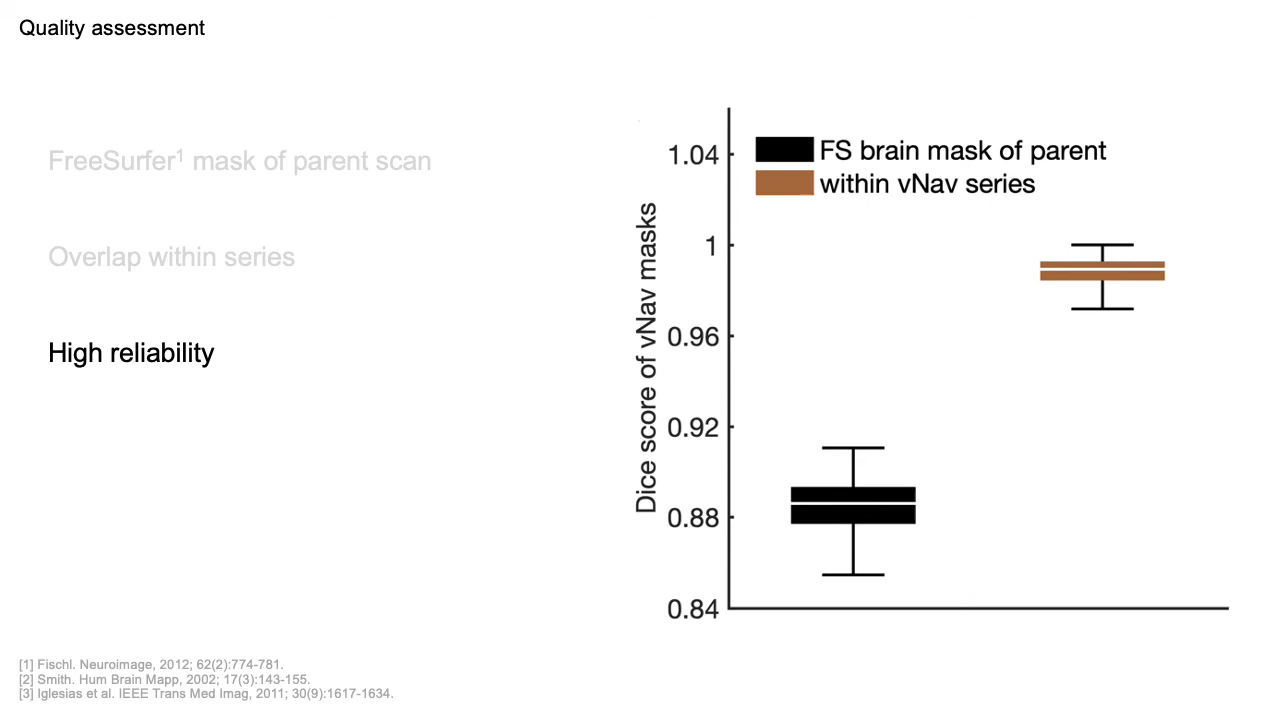 Quality assessment
FreeSurfer¹ mask of parent scan
Overlap within series
High reliability
Dice score of vNav masks
1.04
1
0.96
0.92
0.88
0.84
FS brain mask of parent
within vNav series
[1] Fischl. Neuroimage, 2012; 62(2):774-781.
[2] Smith. Hum Brain Mapp, 2002; 17(3):143-155.
[3] Iglesias et al. IEEE Trans Med Imag, 2011; 30(9):1617-1634.